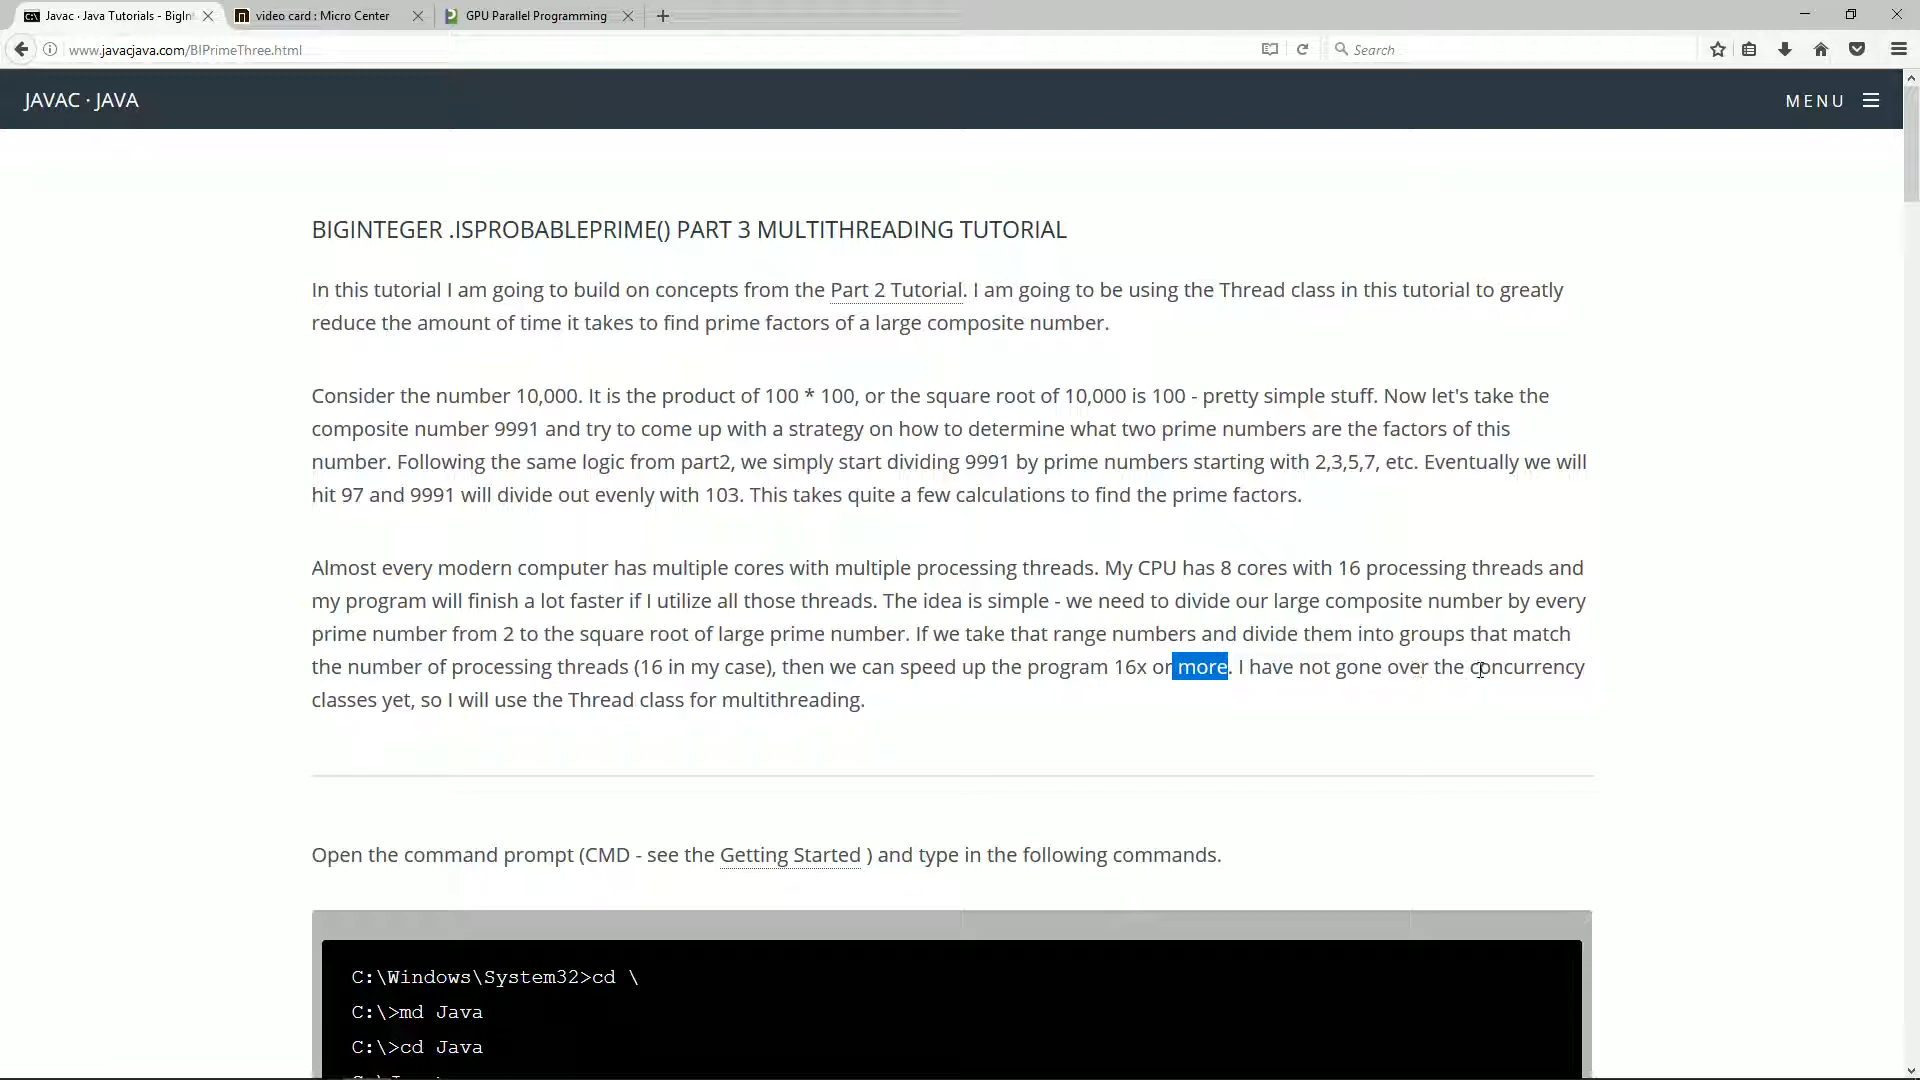 Javac · Java Tutorials - BigInt
video card : Micro Center
GPU Parallel Programming
www.javacjava.com/BIPrimeThree.html
Search
JAVAC · JAVA
MENU
BIGINTEGER .ISPROBABLEPRIME() PART 3 MULTITHREADING TUTORIAL
In this tutorial I am going to build on concepts from the Part 2 Tutorial. I am going to be using the Thread class in this tutorial to greatly
reduce the amount of time it takes to find prime factors of a large composite number.
Consider the number 10,000. It is the product of 100 * 100, or the square root of 10,000 is 100 - pretty simple stuff. Now let's take the
composite number 9991 and try to come up with a strategy on how to determine what two prime numbers are the factors of this
number. Following the same logic from part2, we simply start dividing 9991 by prime numbers starting with 2,3,5,7, etc. Eventually we will
hit 97 and 9991 will divide out evenly with 103. This takes quite a few calculations to find the prime factors.
Almost every modern computer has multiple cores with multiple processing threads. My CPU has 8 cores with 16 processing threads and
my program will finish a lot faster if I utilize all those threads. The idea is simple - we need to divide our large composite number by every
prime number from 2 to the square root of large prime number. If we take that range numbers and divide them into groups that match
the number of processing threads (16 in my case), then we can speed up the program 16x or more. I have not gone over the concurrency
classes yet, so I will use the Thread class for multithreading.
Open the command prompt (CMD - see the Getting Started ) and type in the following commands.
C:\Windows\System32>cd \
C:\>md Java
C:\>cd Java